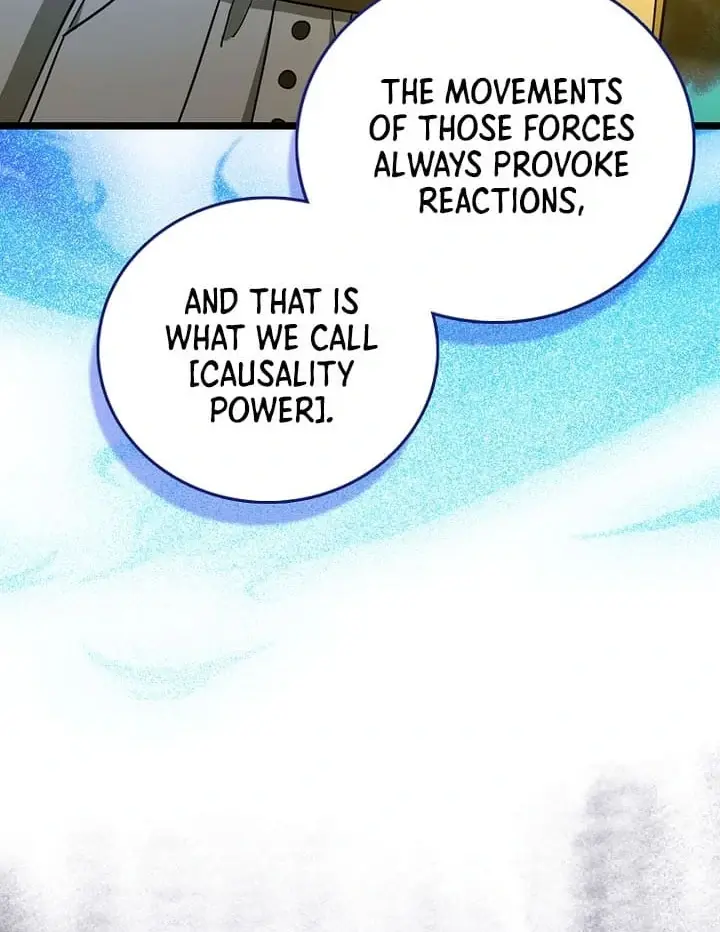 THE MOVEMENTS
OF THOSE FORCES
ALWAYS PROVOKE
REACTIONS,
AND THAT IS
WHAT WE CALL
[CAUSALITY
POWER].